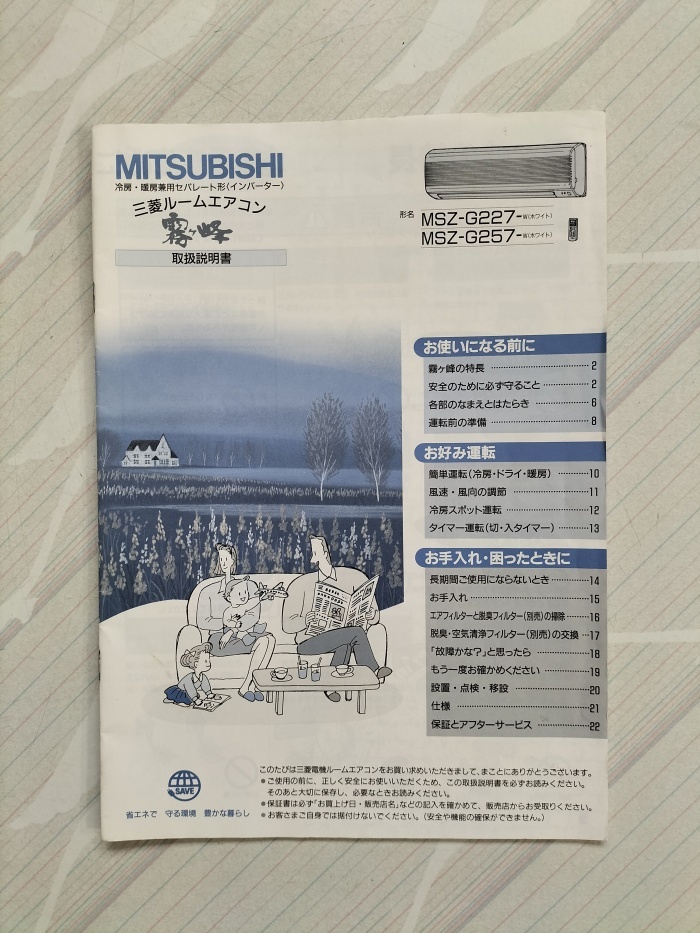 MITSUBISHI
冷房・暖房兼用セパレート形〈インバーター〉
三菱ルームエアコン
霧ヶ峰
取扱説明書
形名 MSZ-G227-W(ホワイト)
MSZ-G257-W(ホワイト)
お使いになる前に
霧ヶ峰の特長 2
安全のために必ず守ること 2
各部のなまえとはたらき 6
運転前の準備 8
お好み運転
簡単運転(冷房・ドライ・暖房) 10
風速・風向の調節 11
冷房スポット運転 12
タイマー運転(切・入タイマー) 13
お手入れ・困ったときに
長期間ご使用にならないとき 14
お手入れ 15
エアフィルターと脱臭フィルター(別売)の掃除 16
脱臭・空気清浄フィルター(別売)の交換 17
「故障かな?」と思ったら 18
もう一度お確かめください 19
設置・点検・移設 20
仕様 21
保証とアフターサービス 22
SAVE
省エネで 守る環境 豊かな暮らし
このたびは三菱電機ルームエアコンをお買い求めいただきまして、まことにありがとうございます。
●ご使用の前に、正しく安全にお使いいただくため、この取扱説明書を必ずお読みください。
そのあと大切に保存し、必要なときお読みください。
●保証書は必ず「お買上げ日・販売店名」などの記入を確かめて、販売店からお受取りください。
●お客さまご自身では据付けないでください。(安全や機能の確保ができません。)